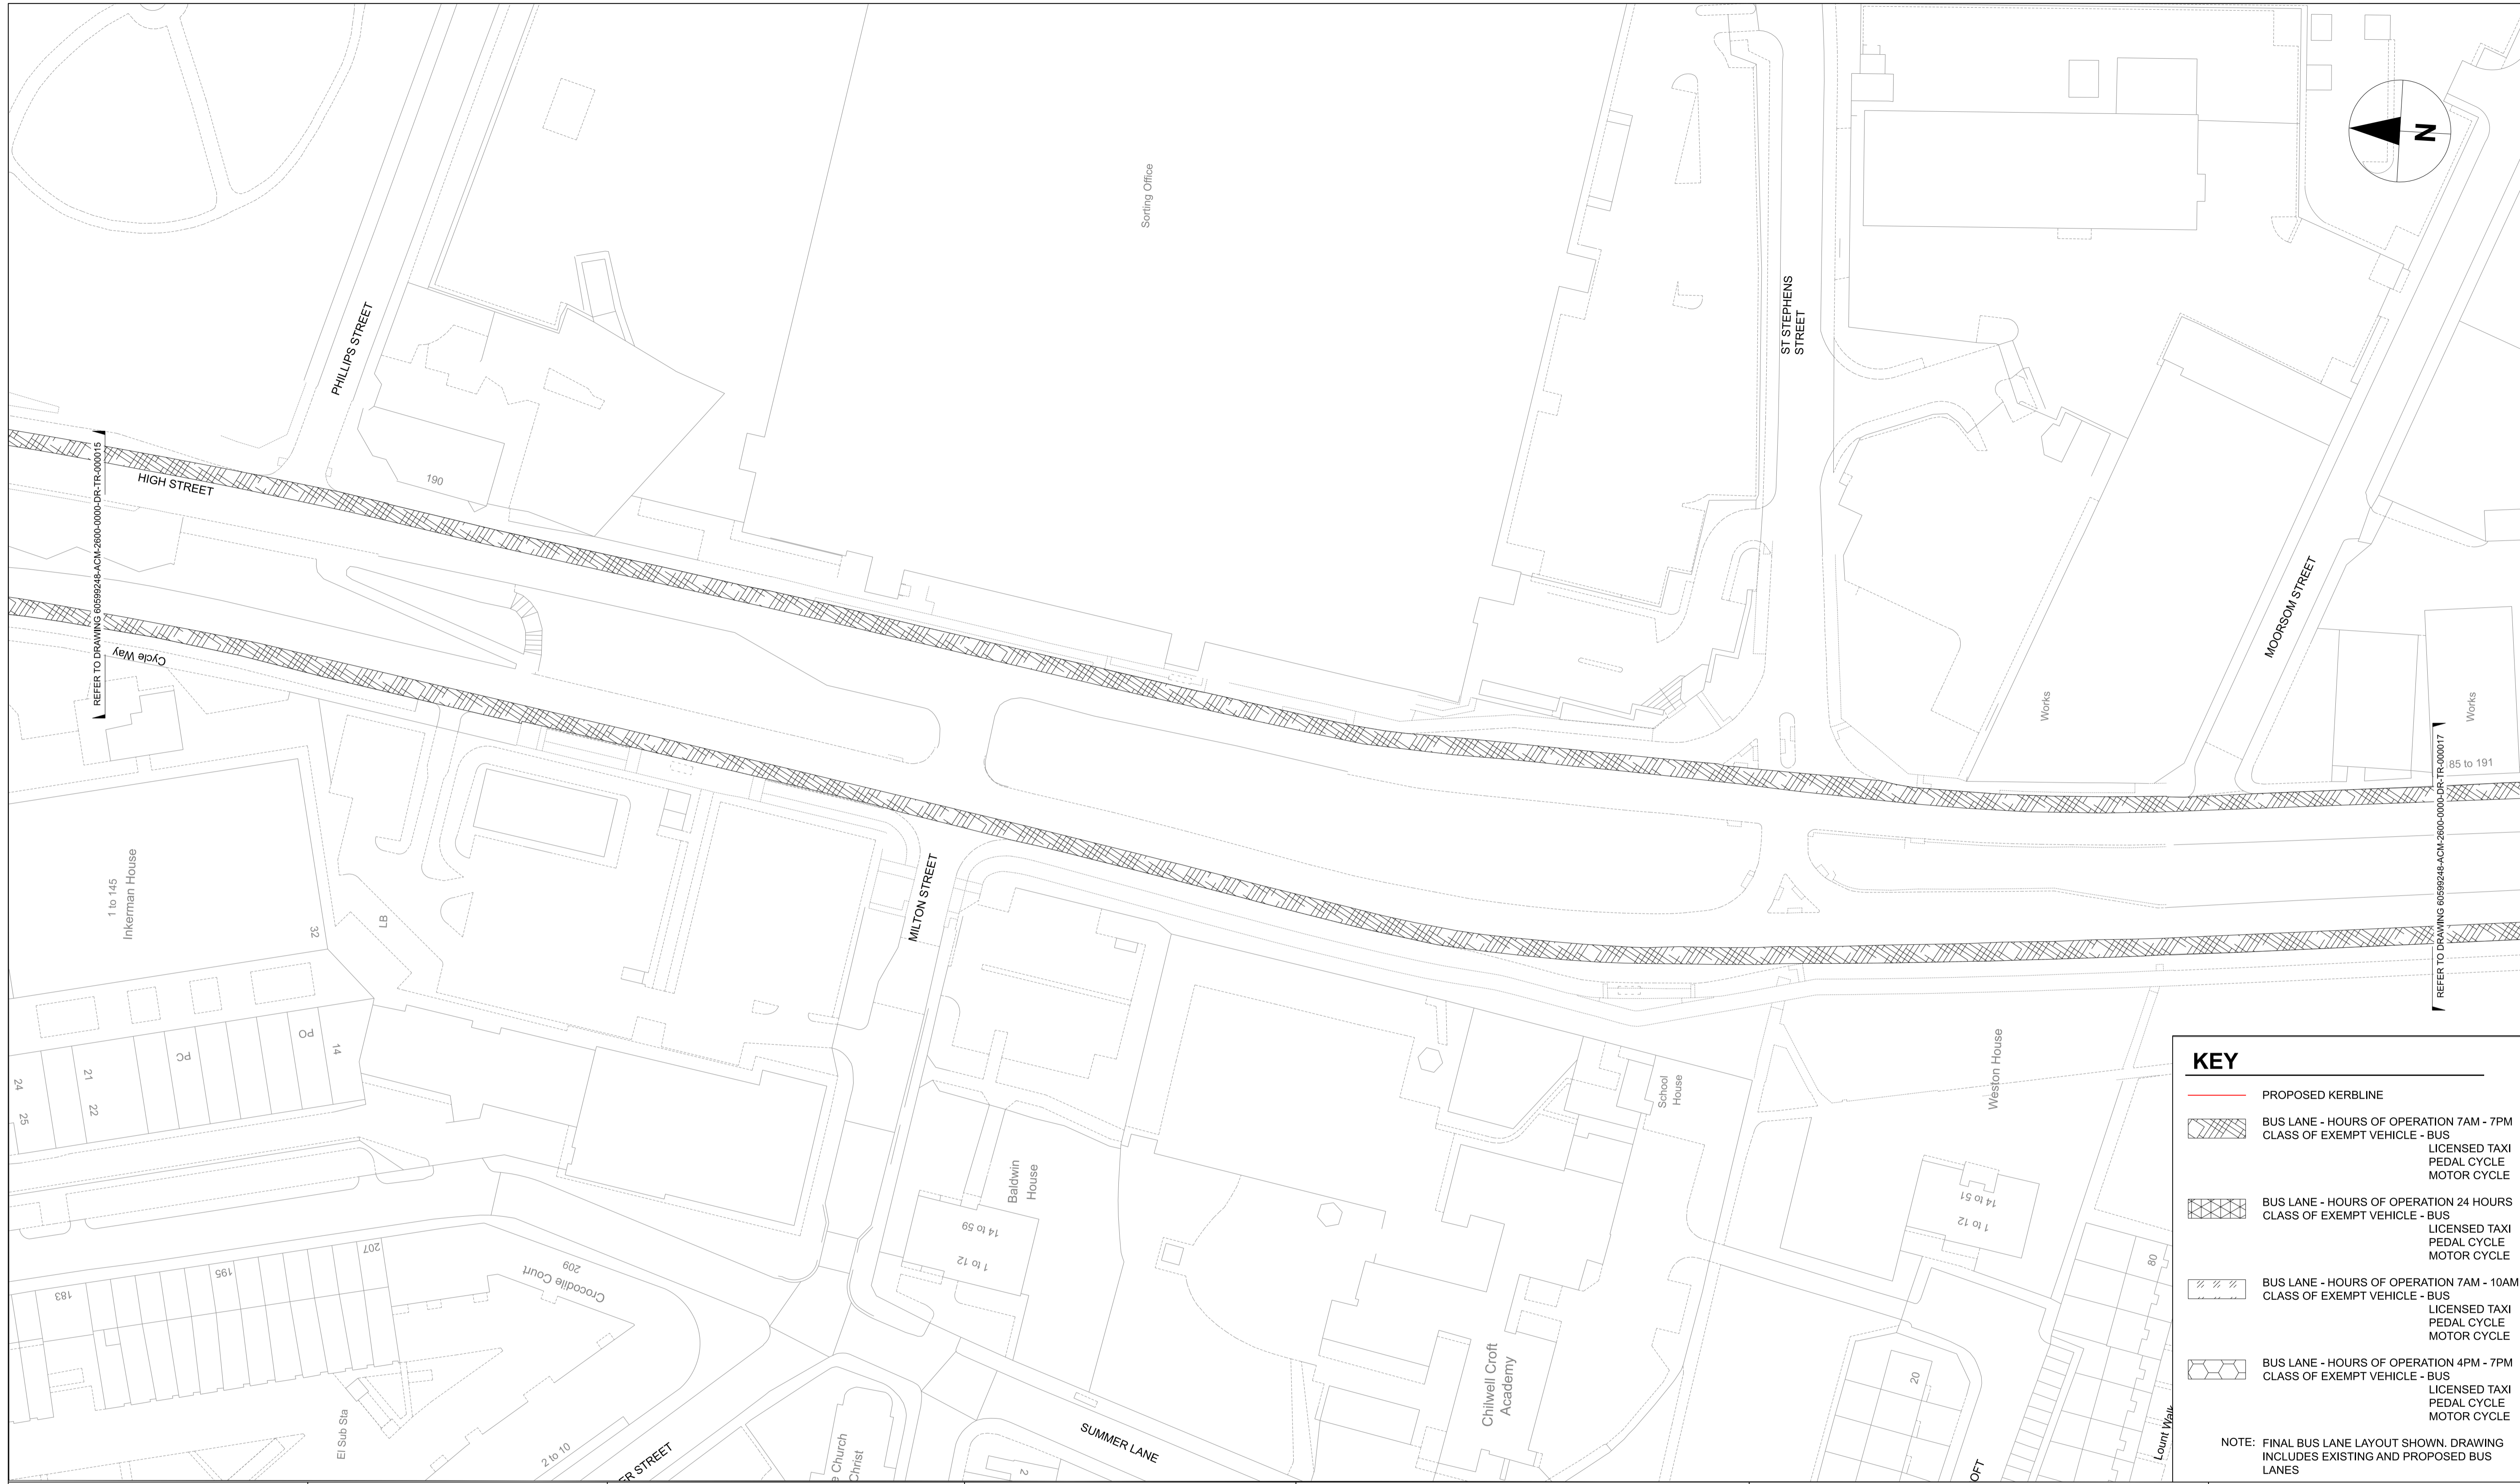 N
PHILLIPS STREET
Sorting Office
ST STEPHENS
STREET
MOORSOM STREET
REFER TO DRAWING 60599248-ACM-2600-0000-DR-TR-000015
HIGH STREET
190
Cycle Way
Works
Works
85 to 191
REFER TO DRAWING 60599248-ACM-2600-0000-DR-TR-000017
MILTON STREET
1 to 145
Inkerman House
32
LB
24
25
21
22
PC
PO
14
School
House
Weston House
Baldwin
House
14 to 59
1 to 12
14 to 51
1 to 12
80
183
195
207
209
Crocodile Court
El Sub Sta
2 to 10
ER STREET
e Church
Christ
2
SUMMER LANE
Chilwell Croft
Academy
20
OFT
Lount Walk
KEY
PROPOSED KERBLINE
BUS LANE - HOURS OF OPERATION 7AM - 7PM
CLASS OF EXEMPT VEHICLE - BUS
LICENSED TAXI
PEDAL CYCLE
MOTOR CYCLE
BUS LANE - HOURS OF OPERATION 24 HOURS
CLASS OF EXEMPT VEHICLE - BUS
LICENSED TAXI
PEDAL CYCLE
MOTOR CYCLE
BUS LANE - HOURS OF OPERATION 7AM - 10AM
CLASS OF EXEMPT VEHICLE - BUS
LICENSED TAXI
PEDAL CYCLE
MOTOR CYCLE
BUS LANE - HOURS OF OPERATION 4PM - 7PM
CLASS OF EXEMPT VEHICLE - BUS
LICENSED TAXI
PEDAL CYCLE
MOTOR CYCLE
NOTE: FINAL BUS LANE LAYOUT SHOWN. DRAWING
INCLUDES EXISTING AND PROPOSED BUS
LANES